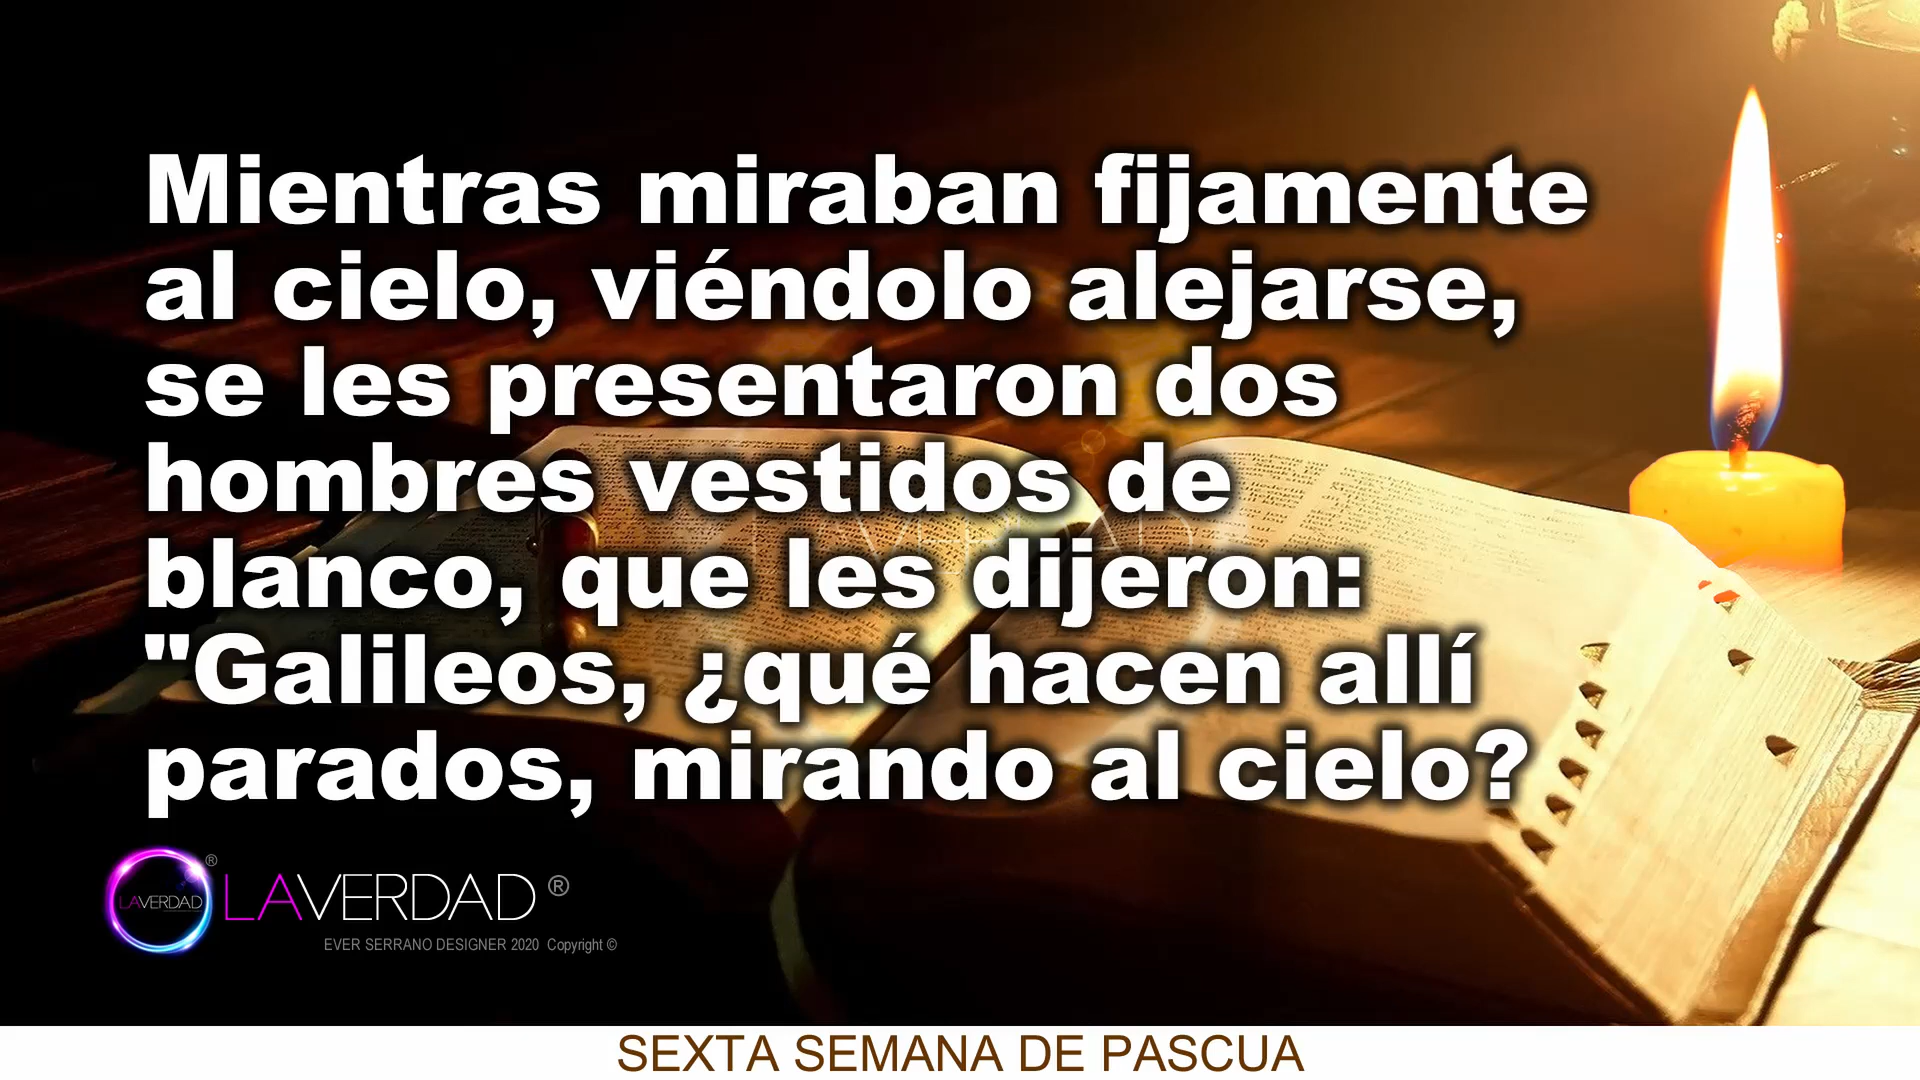 Mientras miraban fijamente
al cielo, viéndolo alejarse,
se les presentaron dos
hombres vestidos de
blanco, que les dijeron:
"Galileos, ¿qué hacen allí
parados, mirando al cielo?
LAVERDAD ®
LAVERDAD ®
EVER SERRANO DESIGNER 2020 Copyright ©
SEXTA SEMANA DE PASCUA